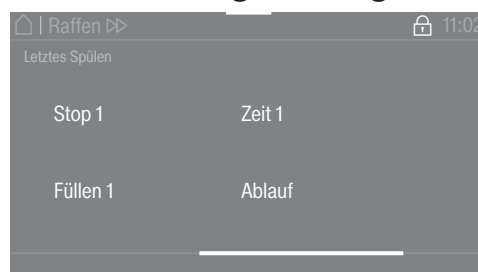 Raffen
11:02
Letztes Spülen
Stop 1
Zeit 1
Füllen 1
Ablauf